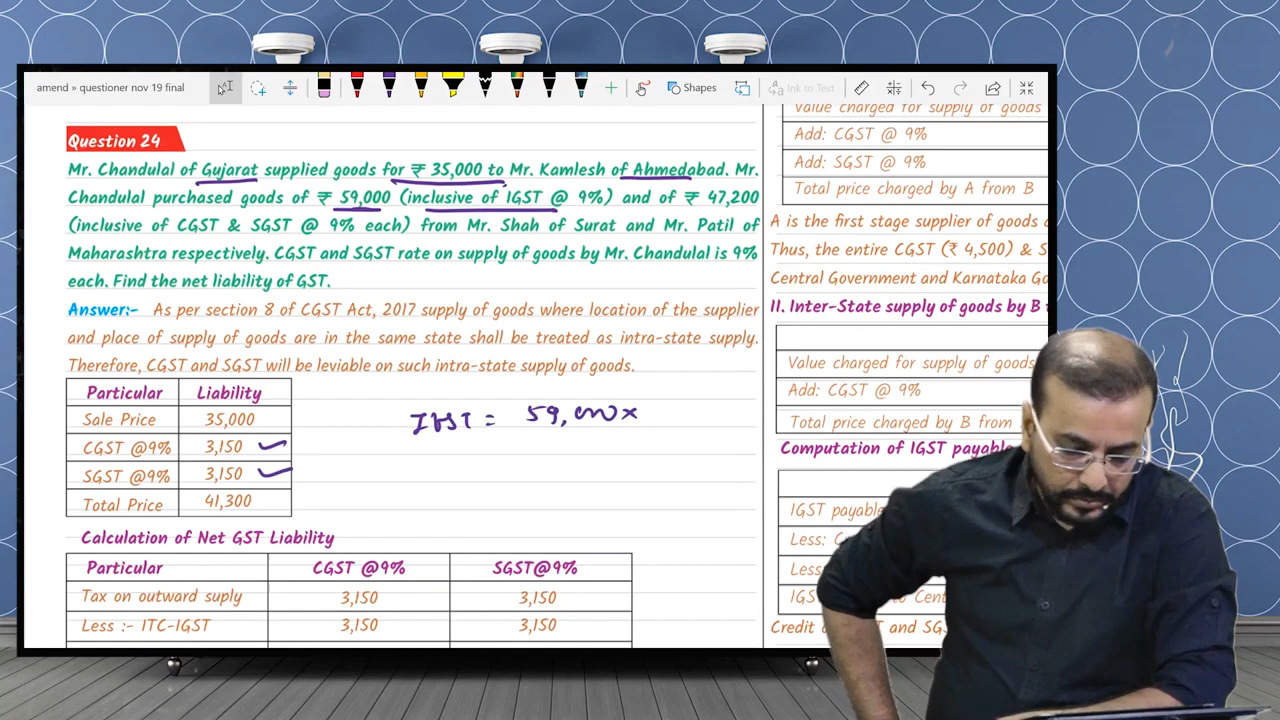 amend » questioner nov 19 final
Shapes
Ink to Text
Question 24
Mr. Chandulal of Gujarat supplied goods for ₹ 35,000 to Mr. Kamlesh of Ahmedabad. Mr.
Chandulal purchased goods of ₹ 59,000 (inclusive of IGST @ 9%) and of ₹ 47,200
(inclusive of CGST & SGST @ 9% each) from Mr. Shah of Surat and Mr. Patil of
Maharashtra respectively. CGST and SGST rate on supply of goods by Mr. Chandulal is 9%
each. Find the net liability of GST.
Answer:- As per section 8 of CGST Act, 2017 supply of goods where location of the supplier
and place of supply of goods are in the same state shall be treated as intra-state supply.
Therefore, CGST and SGST will be leviable on such intra-state supply of goods.
Particular Liability
Sale Price 35,000
CGST @9% 3,150
SGST @9% 3,150
Total Price 41,300
IGST = 59,000 x
Calculation of Net GST Liability
Particular CGST @9% SGST@9%
Tax on outward suply 3,150 3,150
Less :- ITC-IGST 3,150 3,150
Value charged for supply of goods
Add: CGST @ 9%
Add: SGST @ 9%
Total price charged by A from B
A is the first stage supplier of goods
Thus, the entire CGST (₹ 4,500) & S
Central Government and Karnataka Go
II. Inter-State supply of goods by B
Value charged for supply of goods
Add: CGST @ 9%
Total price charged by B from
Computation of IGST payable
IGST payable
Less: C
Less:
IGS
Cent
Credit
and SG